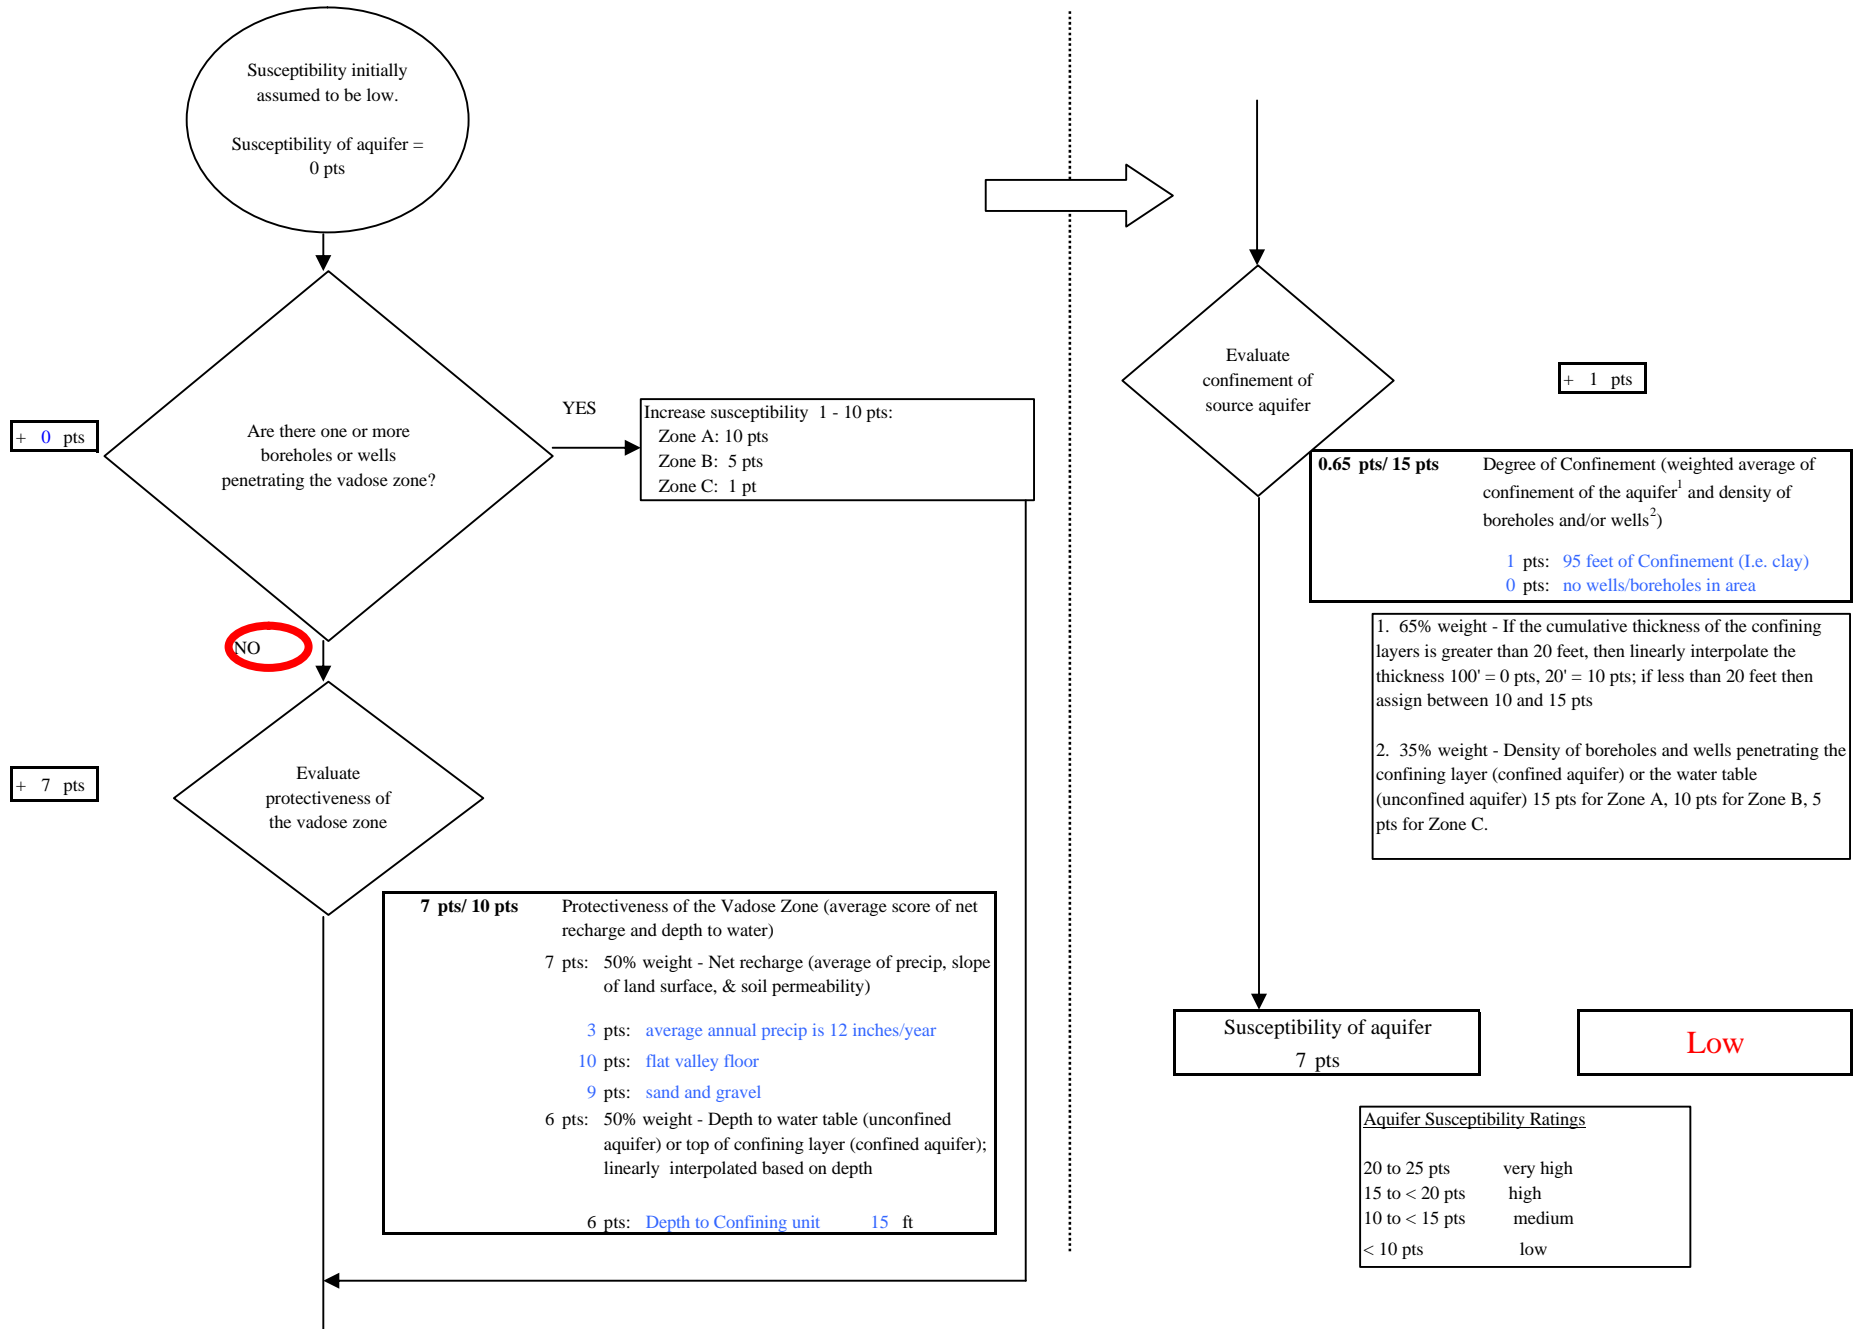 Susceptibility initially
assumed to be low.
Susceptibility of aquifer =
0 pts
+ 0 pts
Are there one or more
boreholes or wells
penetrating the vadose zone?
YES
Increase susceptibility 1 - 10 pts:
Zone A: 10 pts
Zone B: 5 pts
Zone C: 1 pt
NO
+ 7 pts
Evaluate
protectiveness of
the vadose zone
7 pts/ 10 pts Protectiveness of the Vadose Zone (average score of net
recharge and depth to water)
7 pts: 50% weight - Net recharge (average of precip, slope
of land surface, & soil permeability)
3 pts: average annual precip is 12 inches/year
10 pts: flat valley floor
9 pts: sand and gravel
6 pts: 50% weight - Depth to water table (unconfined
aquifer) or top of confining layer (confined aquifer);
linearly interpolated based on depth
6 pts: Depth to Confining unit 15 ft
Evaluate
confinement of
source aquifer
+ 1 pts
0.65 pts/ 15 pts Degree of Confinement (weighted average of
confinement of the aquifer1 and density of
boreholes and/or wells2)
1 pts: 95 feet of Confinement (I.e. clay)
0 pts: no wells/boreholes in area
1. 65% weight - If the cumulative thickness of the confining
layers is greater than 20 feet, then linearly interpolate the
thickness 100' = 0 pts, 20' = 10 pts; if less than 20 feet then
assign between 10 and 15 pts
2. 35% weight - Density of boreholes and wells penetrating the
confining layer (confined aquifer) or the water table
(unconfined aquifer) 15 pts for Zone A, 10 pts for Zone B, 5
pts for Zone C.
Susceptibility of aquifer
7 pts
Low
Aquifer Susceptibility Ratings
20 to 25 pts very high
15 to < 20 pts high
10 to < 15 pts medium
< 10 pts low